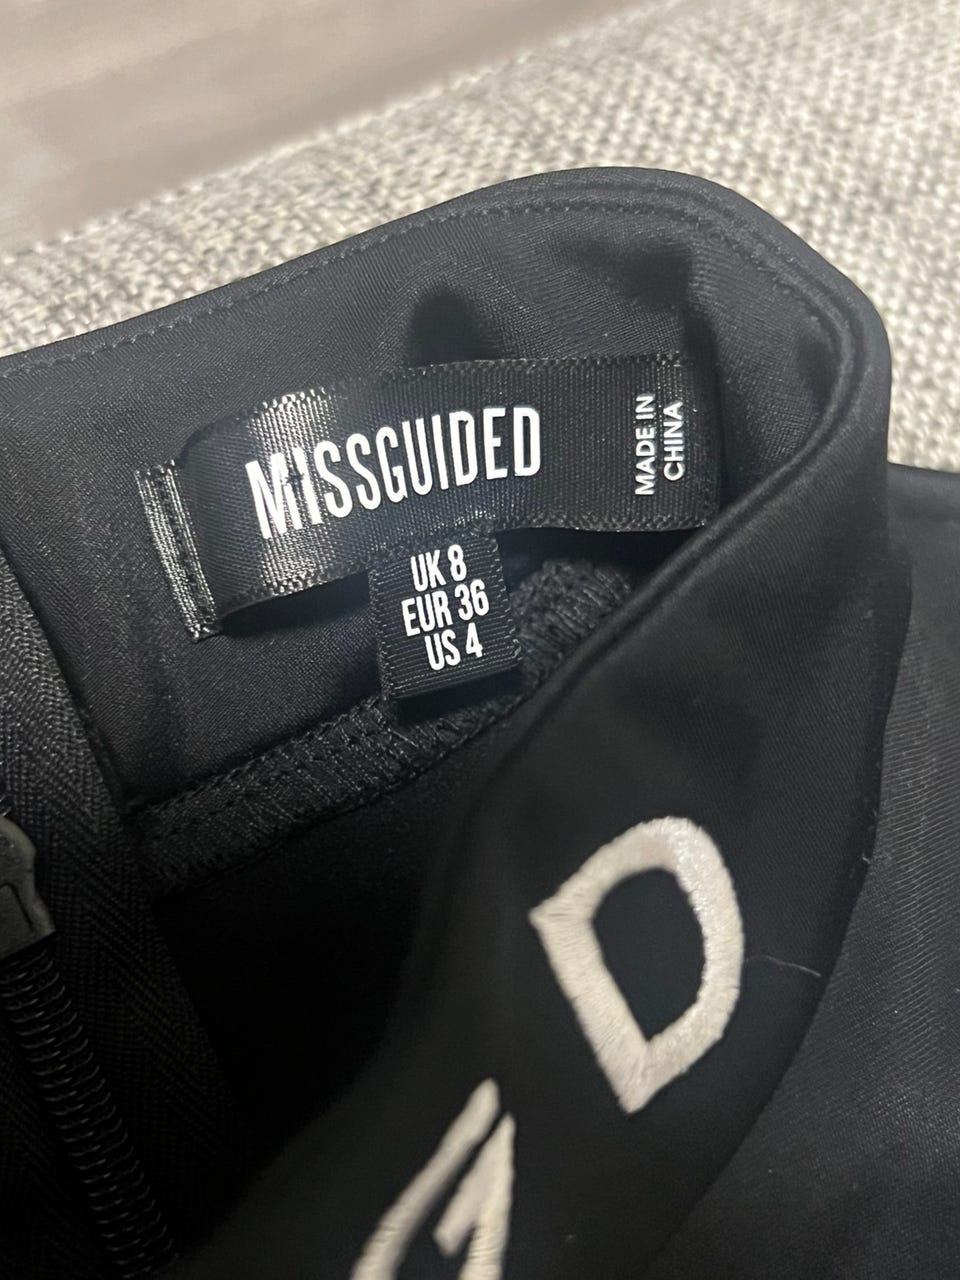 MISSGUIDED
MADE IN
CHINA
UK 8
EUR 36
US 4
D